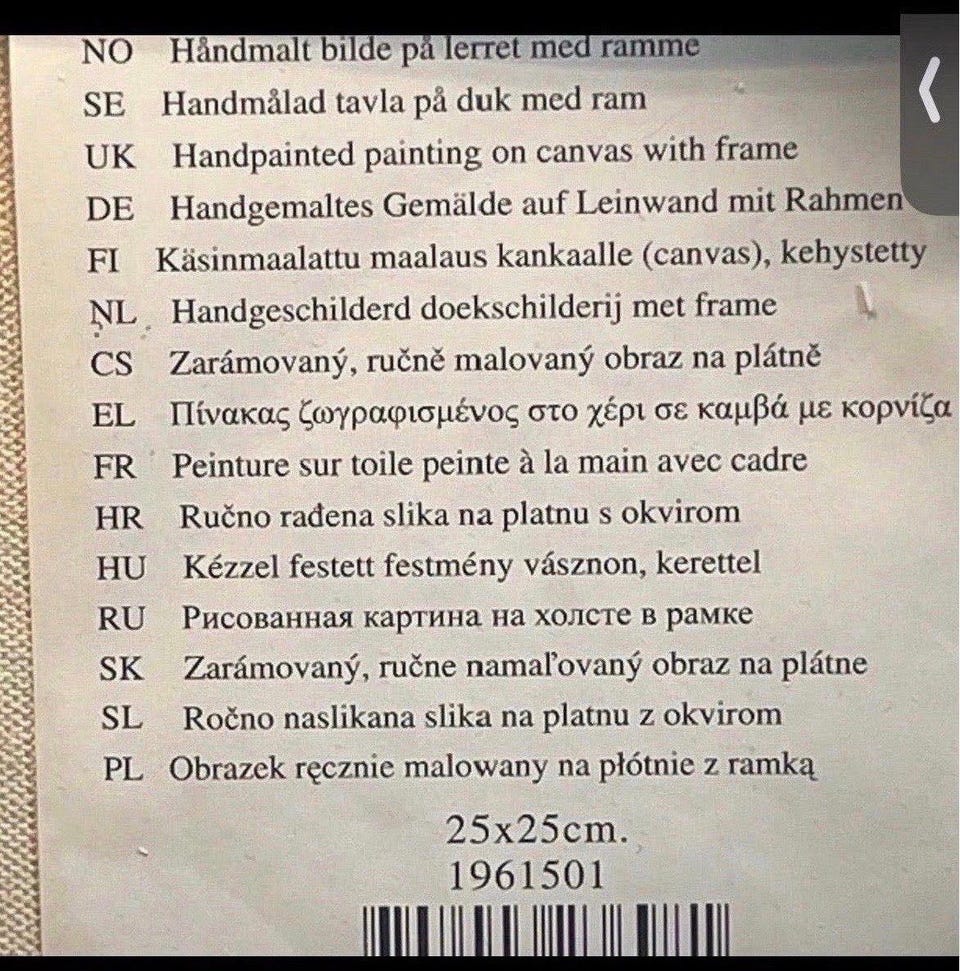 NO Håndmalt bilde på lerret med ramme
SE Handmålad tavla på duk med ram
UK Handpainted painting on canvas with frame
DE Handgemaltes Gemälde auf Leinwand mit Rahmen
FI Käsinmaalattu maalaus kankaalle (canvas), kehystetty
NL Handgeschilderd doekschilderij met frame
CS Zarámovaný, ručně malovaný obraz na plátně
EL Πίνακας ζωγραφισμένος στο χέρι σε καμβά με κορνίζα
FR Peinture sur toile peinte à la main avec cadre
HR Ručno rađena slika na platnu s okvirom
HU Kézzel festett festmény vásznon, kerettel
RU Рисованная картина на холсте в рамке
SK Zarámovaný, ručne namaľovaný obraz na plátne
SL Ročno naslikana slika na platnu z okvirom
PL Obrazek ręcznie malowany na płótnie z ramką
25x25cm.
1961501